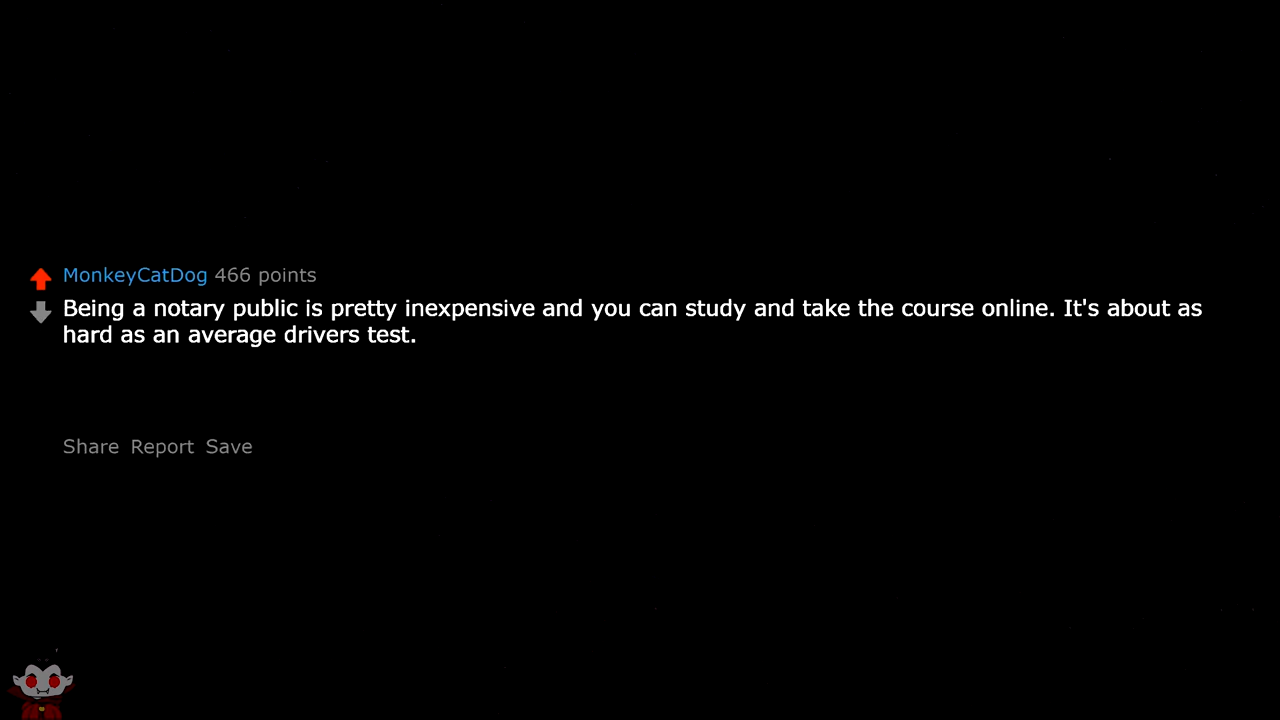 MonkeyCatDog 466 points
Being a notary public is pretty inexpensive and you can study and take the course online. It's about as
hard as an average drivers test.
Share Report Save